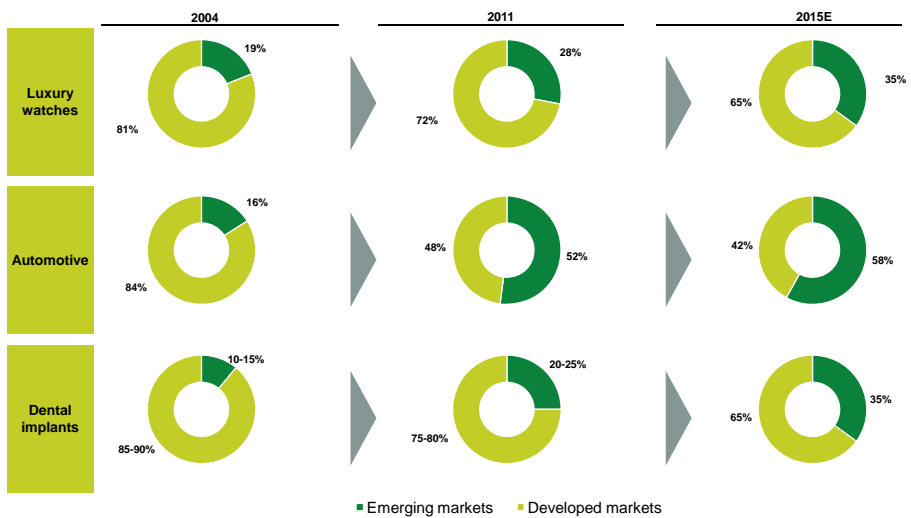 2004
2011
2015E
Luxury
watches
19%
81%
28%
72%
35%
65%
Automotive
16%
84%
48%
52%
42%
58%
Dental
implants
10-15%
85-90%
20-25%
75-80%
35%
65%
Emerging markets
Developed markets